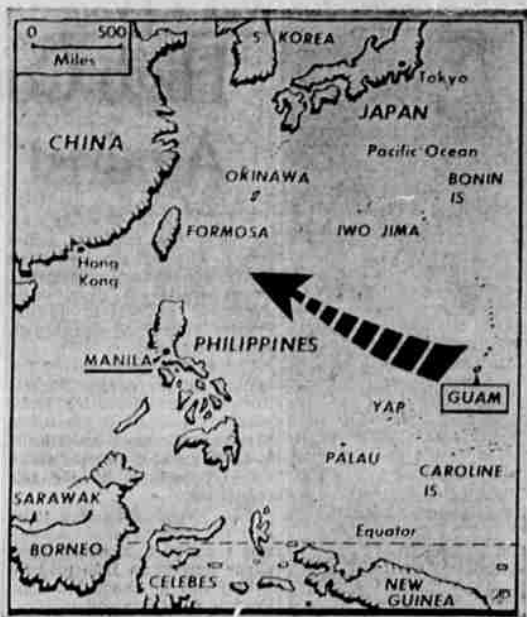 0 500
Miles
S KOREA
Tokyo
JAPAN
CHINA
Pacific Ocean
OKINAWA
BONIN
IS
FORMOSA
IWO JIMA
Hong
Kong
PHILIPPINES
MANILA
GUAM
YAP
PALAU
CAROLINE
IS
SARAWAK
Equator
BORNEO
CELEBES
NEW
GUINEA